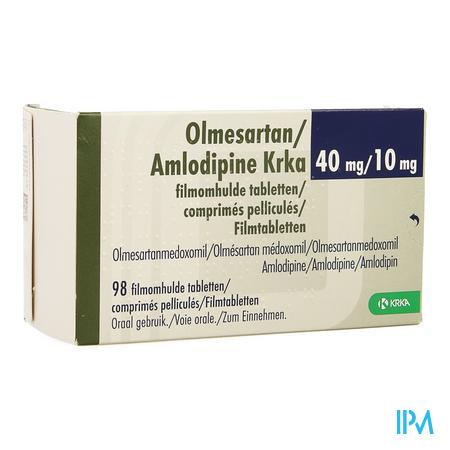 Olmesartan/
Amlodipine Krka
40 mg/10 mg
filmomhulde tabletten/
comprimés pelliculés/
Filmtabletten
Olmesartanmedoxomil/Olmésartan médoxomil/Olmesartanmedoxomil
Amlodipine/Amlodipine/Amlodipin
98 filmomhulde tabletten/
comprimés pelliculés/Filmtabletten
Oraal gebruik./Voie orale./Zum Einnehmen.
KRKA
IPM